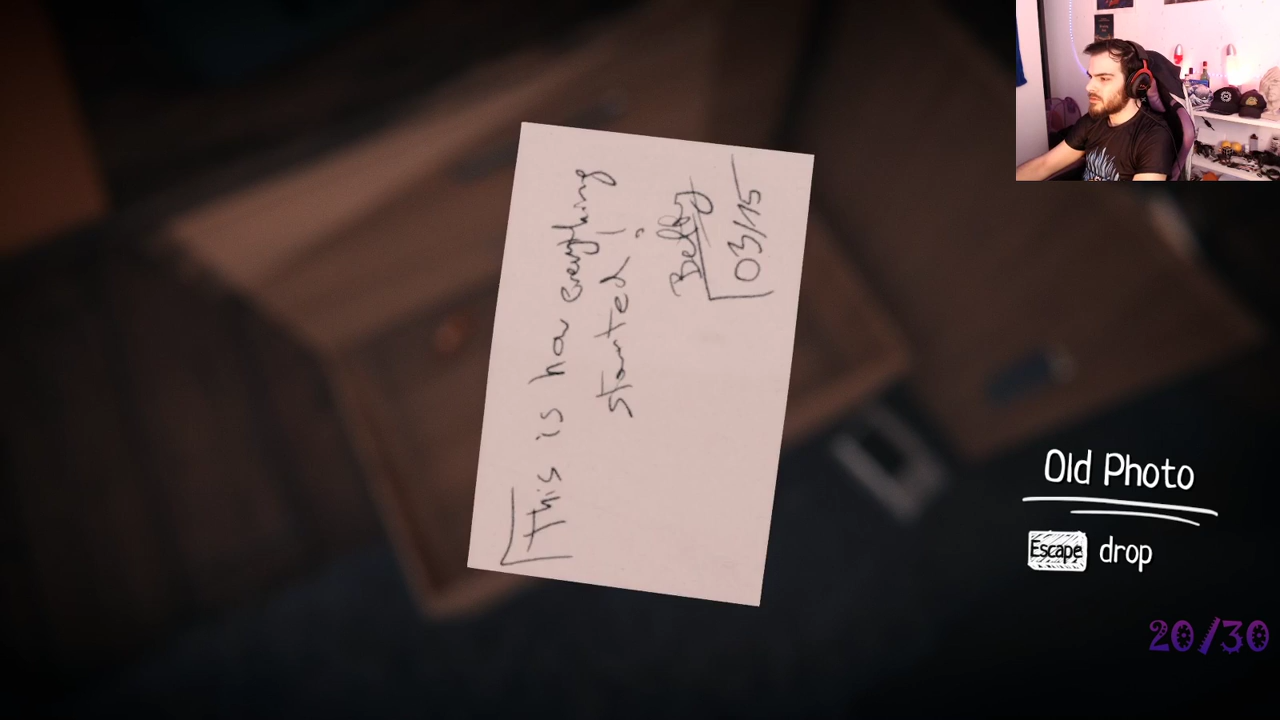 This is how everything
started!
Betty
03/15
Old Photo
Escape drop
20/30